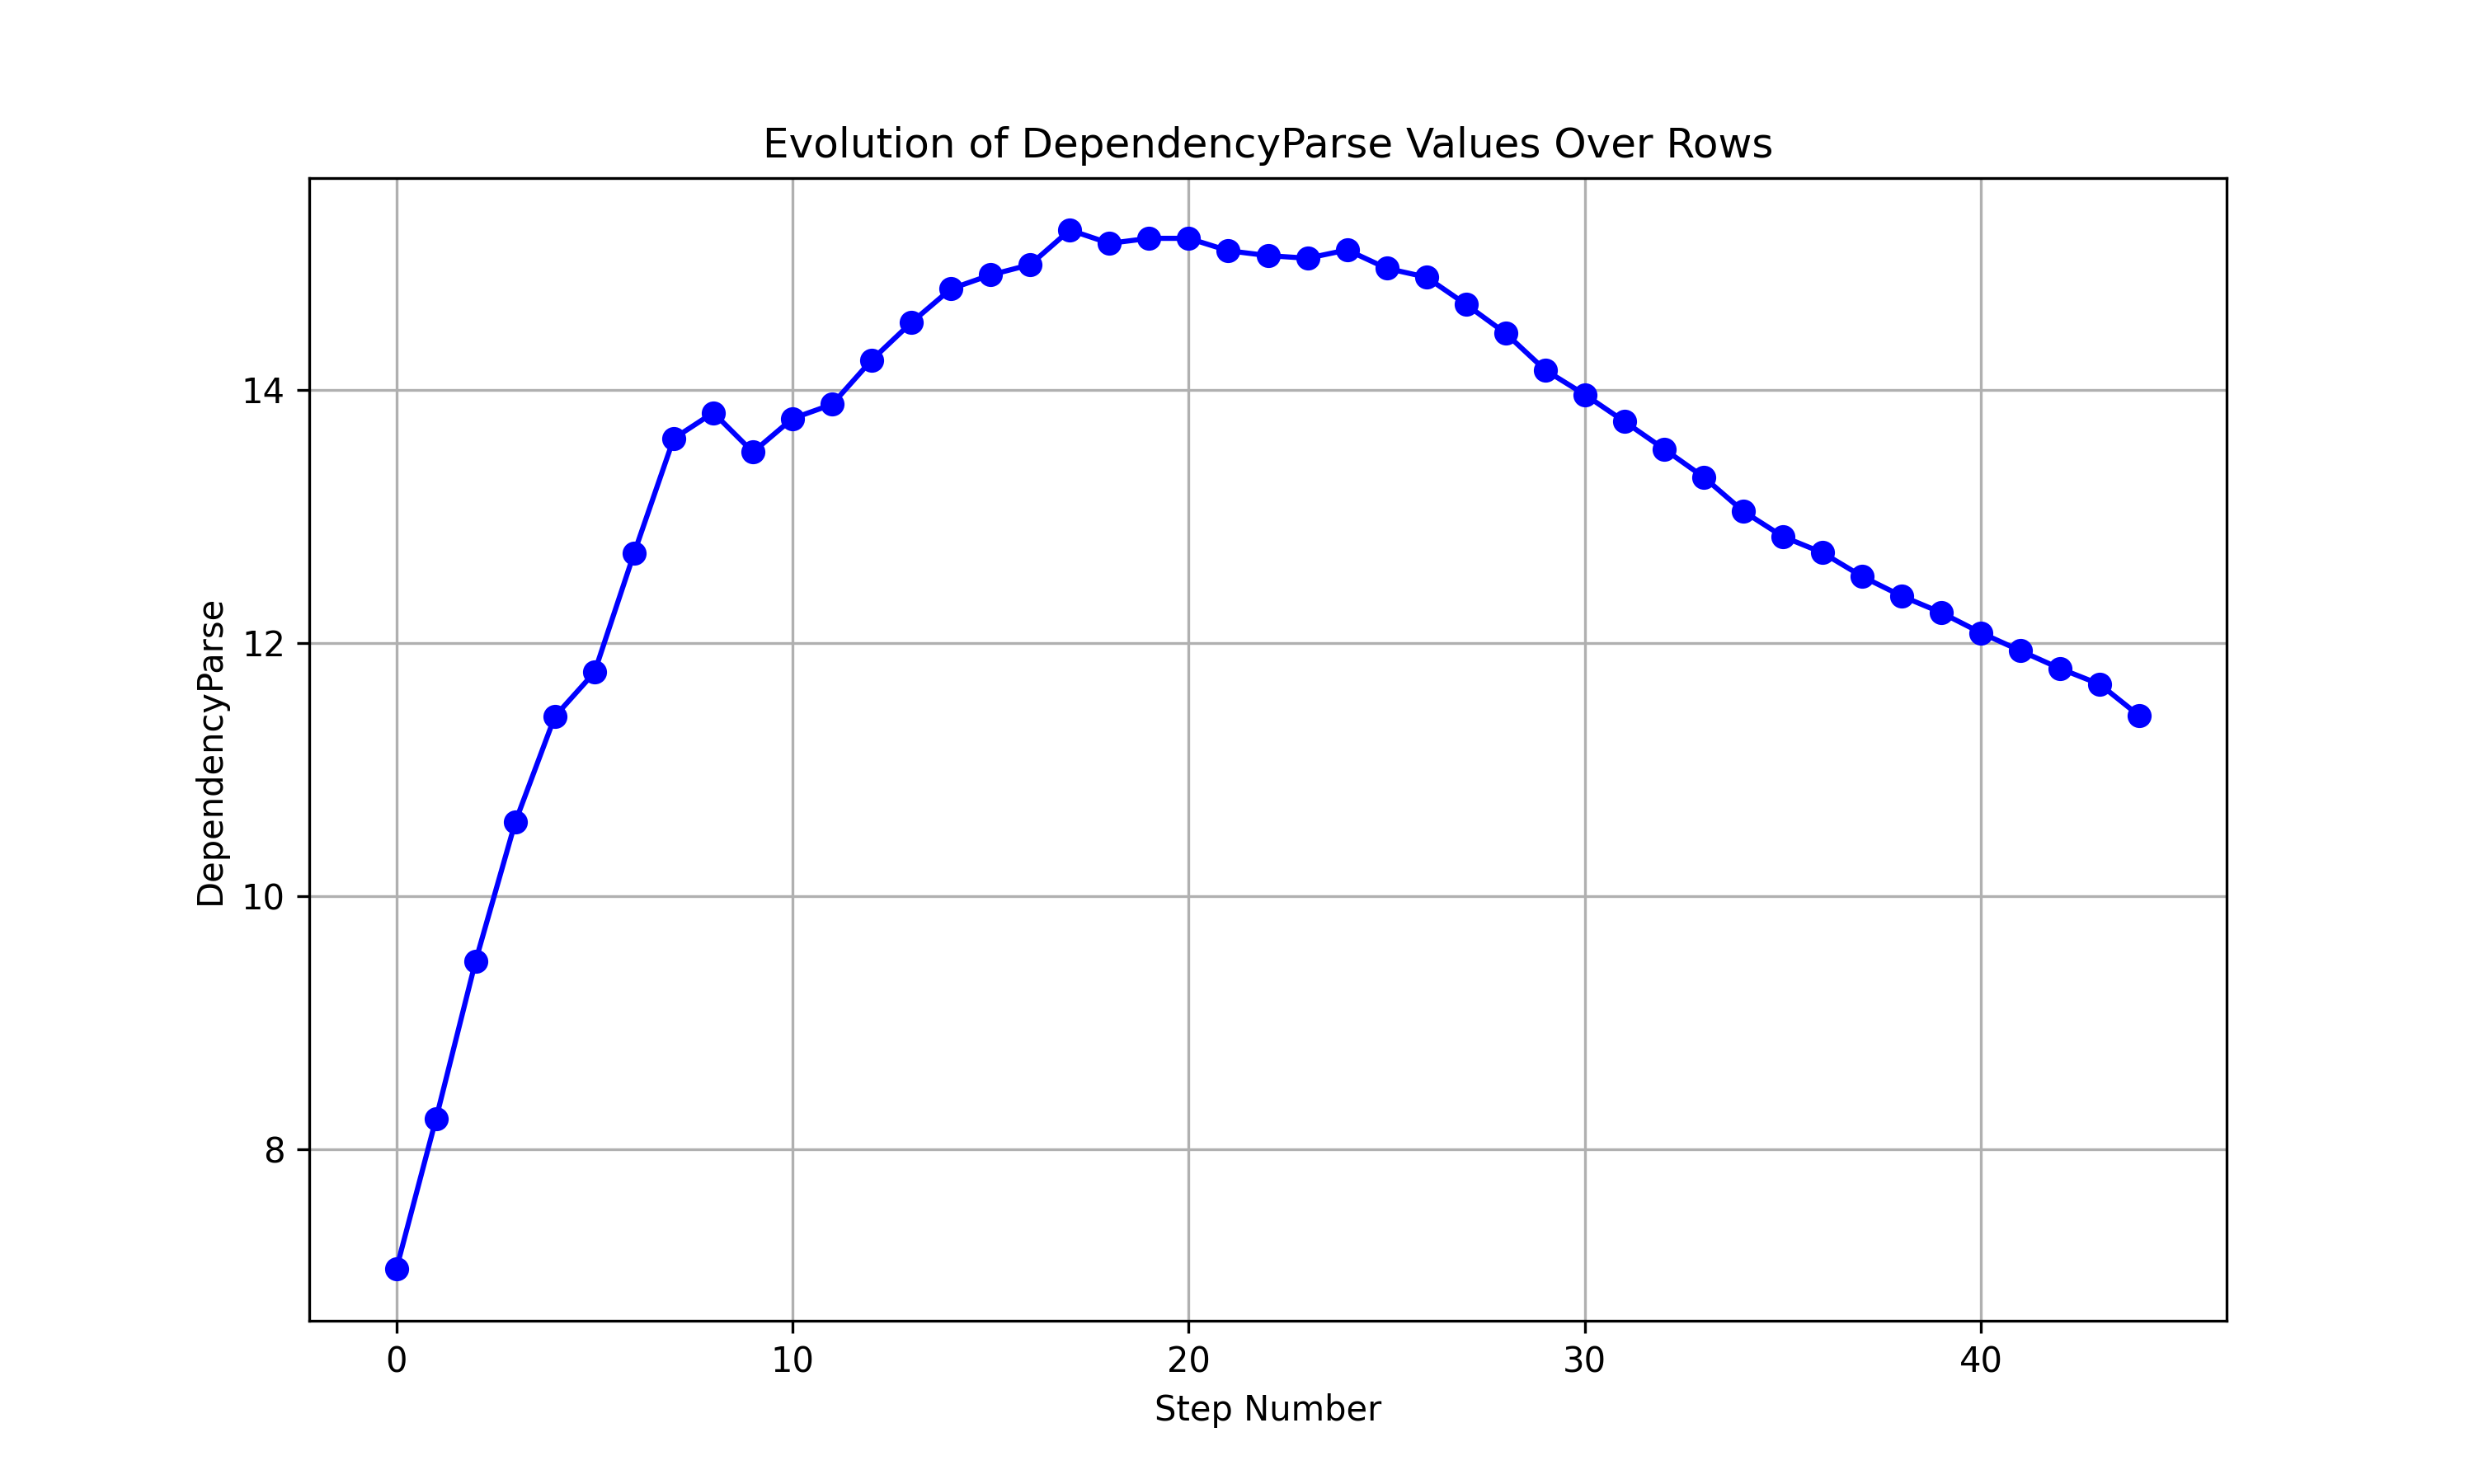 Evolution of DependencyParse Values Over Rows
DependencyParse
14
12
10
8
0 10 20 30 40
Step Number